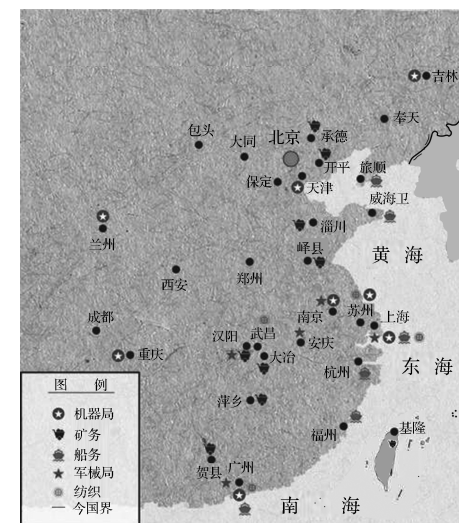 吉林
奉天
包头
大同
北京
承德
开平
旅顺
保定
天津
威海卫
淄川
兰州
黄 海
峄县
郑州
西安
南京
苏州
上海
成都
汉阳
武昌
安庆
大冶
重庆
杭州
东 海
图 例
机器局
矿务
船务
军械局
纺织
今国界
萍乡
福州
基隆
贺县
广州
南 海